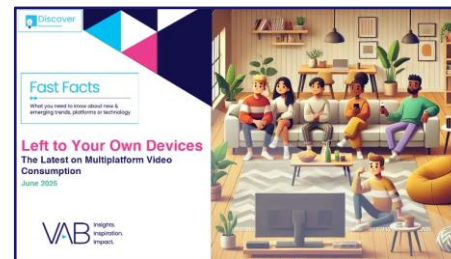 Discover
Fast Facts
What you need to know about new &
emerging trends, platforms or technology
Left to Your Own Devices
The Latest on Multiplatform Video
Consumption
June 2025
VAB
Insights.
Inspiration.
Impact.